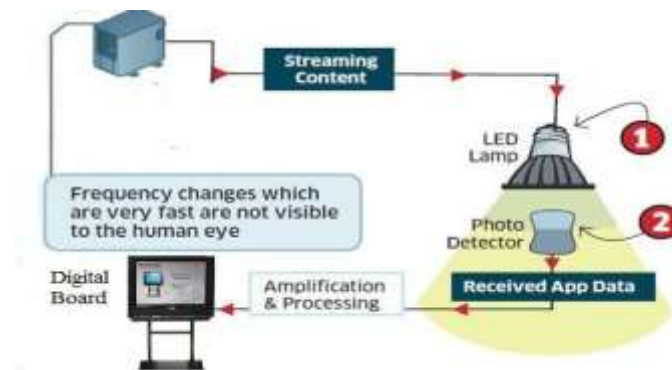 Streaming
Content
LED
Lamp
1
Frequency changes which
are very fast are not visible
to the human eye
Photo
Detector
2
Digital
Board
Amplification
& Processing
Received App Data